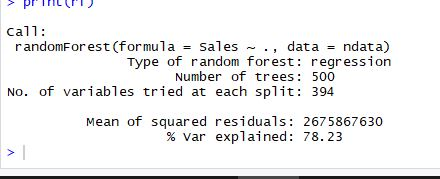 > print(rf)
Call:
randomForest(formula = Sales ~ ., data = ndata)
Type of random forest: regression
Number of trees: 500
No. of variables tried at each split: 394
Mean of squared residuals: 2675867630
% Var explained: 78.23
>